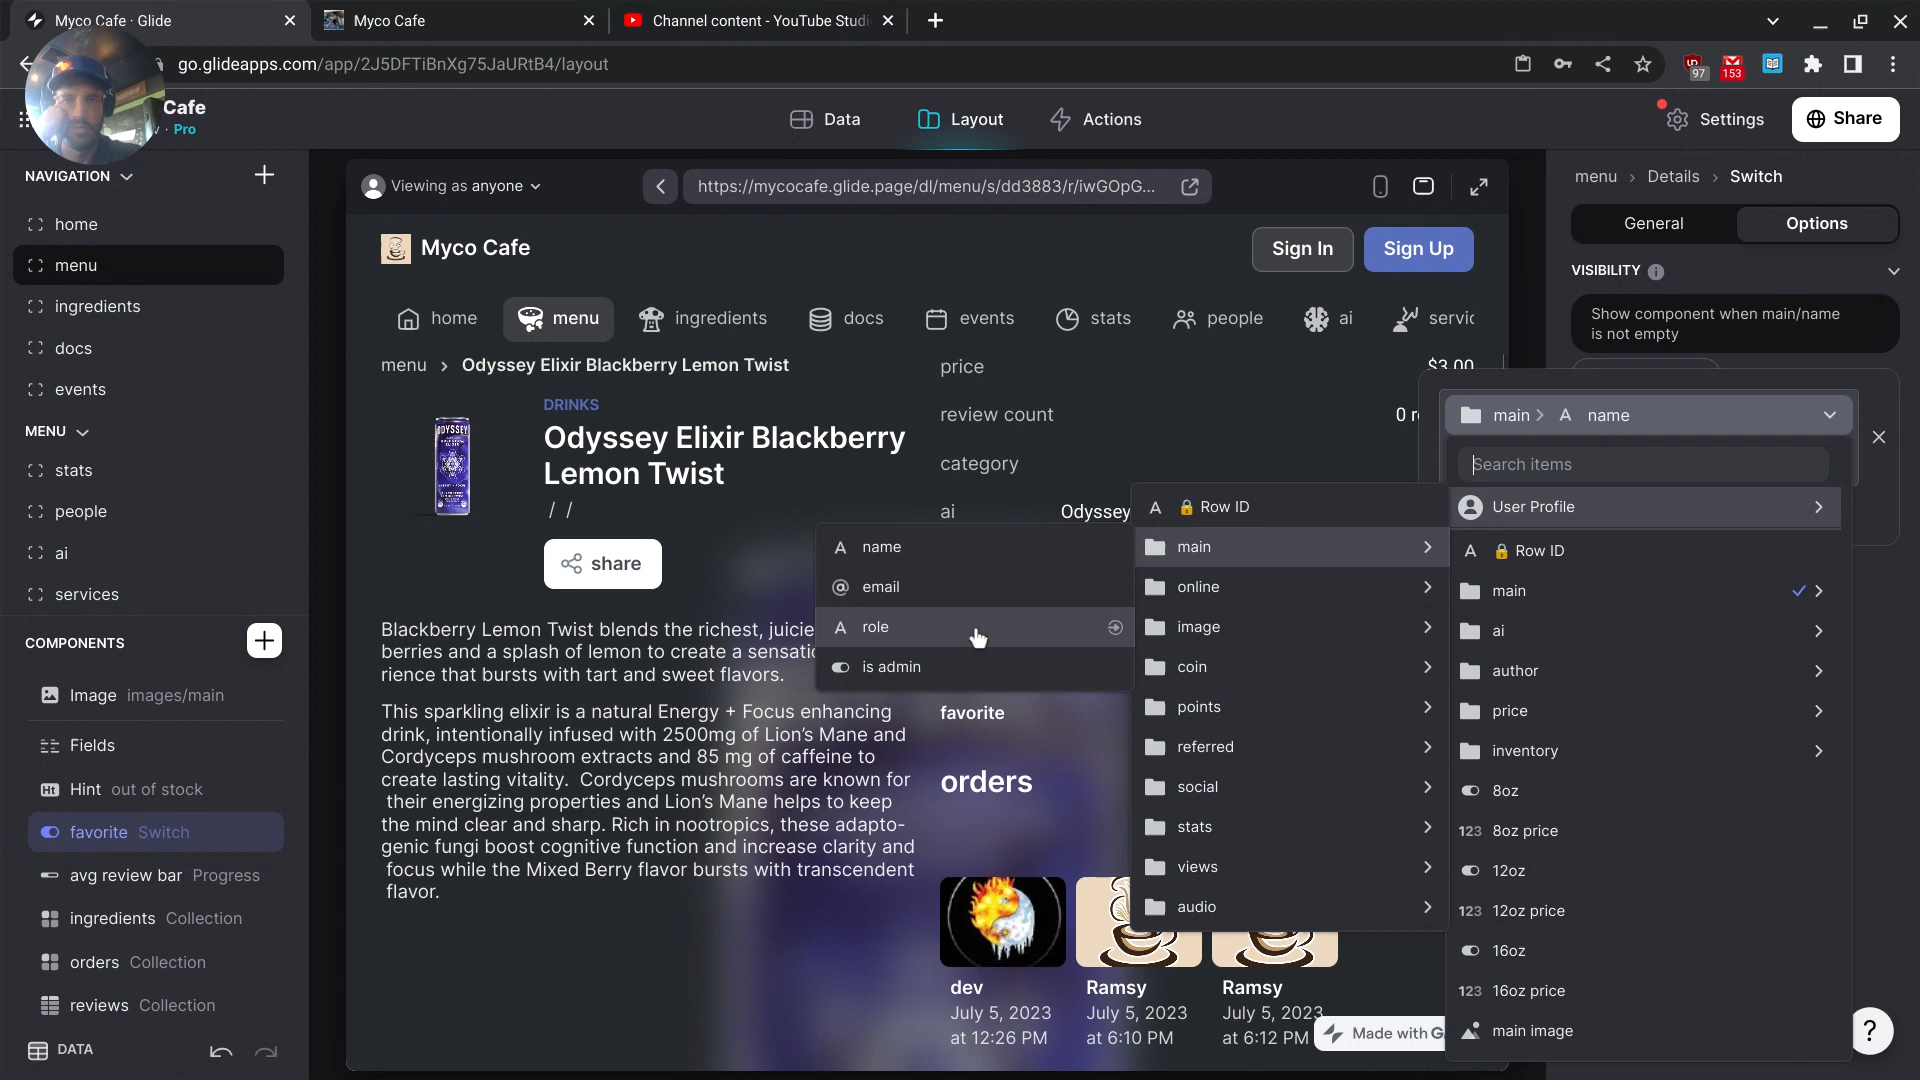 Myco Cafe · Glide
Myco Cafe
Channel content - YouTube Studi
go.glideapps.com/app/2J5DFTiBnXg75JaURtB4/layout
97
153
Cafe
· Pro
Data
Layout
Actions
Settings
Share
NAVIGATION
home
menu
ingredients
docs
events
MENU
stats
people
ai
services
COMPONENTS
Image images/main
Fields
Hint out of stock
favorite Switch
avg review bar Progress
ingredients Collection
orders Collection
reviews Collection
DATA
Viewing as anyone
https://mycocafe.glide.page/dl/menu/s/dd3883/r/iwGOpG...
Myco Cafe
Sign In
Sign Up
home
menu
ingredients
docs
events
stats
people
ai
servic
menu > Odyssey Elixir Blackberry Lemon Twist
DRINKS
Odyssey Elixir Blackberry
Lemon Twist
/ /
share
ODYSSEY
Blackberry Lemon Twist blends the richest, juicie
berries and a splash of lemon to create a sensatio
rience that bursts with tart and sweet flavors.
This sparkling elixir is a natural Energy + Focus enhancing
drink, intentionally infused with 2500mg of Lion's Mane and
Cordyceps mushroom extracts and 85 mg of caffeine to
create lasting vitality. Cordyceps mushrooms are known for
their energizing properties and Lion's Mane helps to keep
the mind clear and sharp. Rich in nootropics, these adapto-
genic fungi boost cognitive function and increase clarity and
focus while the Mixed Berry flavor bursts with transcendent
flavor.
price
$3.00
review count
0 r
category
ai
Odyssey
favorite
orders
dev
July 5, 2023
at 12:26 PM
Ramsy
July 5, 2023
at 6:10 PM
Ramsy
July 5, 2023
at 6:12 PM
Made with G
name
email
role
is admin
Row ID
main
online
image
coin
points
referred
social
stats
views
audio
menu > Details > Switch
General
Options
VISIBILITY
Show component when main/name
is not empty
main > A name
Search items
User Profile
Row ID
main
ai
author
price
inventory
8oz
123 8oz price
12oz
123 12oz price
16oz
123 16oz price
main image
?